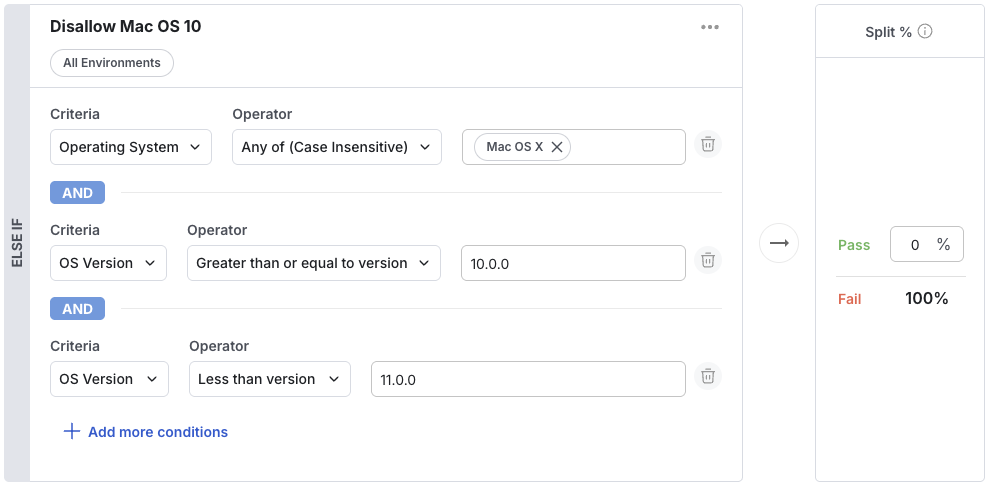 Disallow Mac OS 10
All Environments
ELSE IF
Criteria Operator
Operating System Any of (Case Insensitive) Mac OS X
AND
Criteria Operator
OS Version Greater than or equal to version 10.0.0
AND
Criteria Operator
OS Version Less than version 11.0.0
Add more conditions
Split %
Pass 0 %
Fail 100%